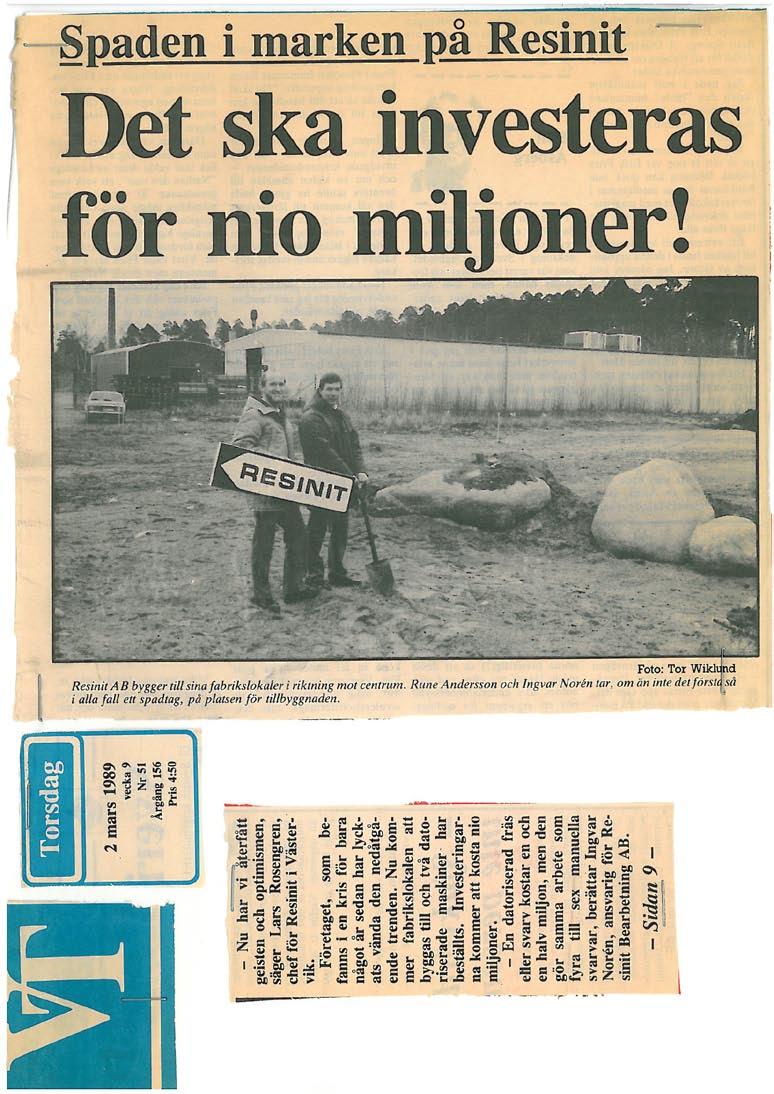 Spaden i marken på Resinit
Det ska investeras
för nio miljoner!
RESINIT
Foto: Tor Wiklund
Resinit AB bygger till sina fabrikslokaler i riktning mot centrum. Rune Andersson och Ingvar Norén tar, om än inte det första så
i alla fall ett spadtag, på platsen för tillbyggnaden.
Torsdag
2 mars 1989
vecka 9
Nr 51
Årgång 156
Pris 4:50
VT
– Nu har vi återfått
geisten och optimismen,
säger Lars Rosengren,
chef för Resinit i Väster-
vik.
Företaget, som be-
fanns i en kris för bara
något år sedan har lyck-
ats vända den nedåtgå-
ende trenden. Nu kom-
mer fabrikslokalen att
byggas till och två dato-
riserade maskiner har
beställts. Investeringar-
na kommer att kosta nio
miljoner.
– En datoriserad fräs
eller svarv kostar en och
en halv miljon, men den
gör samma arbete som
fyra till sex manuella
svarvar, berättar Ingvar
Norén, ansvarig för Re-
sinit Bearbetning AB.
– Sidan 9 –